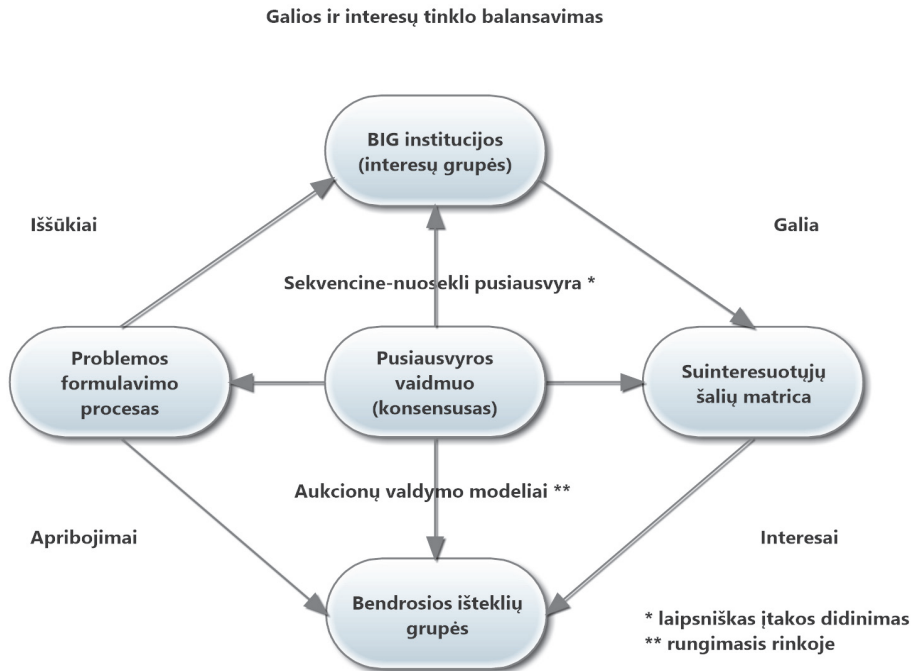 Galios ir interesų tinklo balansavimas
BIG institucijos
(interesų grupės)
Iššūkiai
Galia
Sekvencine-nuosekli pusiausvyra *
Problemos
formulavimo
procesas
Pusiausvyros
vaidmuo
(konsensusas)
Suinteresuotųjų
šalių matrica
Aukcionų valdymo modeliai **
Apribojimai
Interesai
Bendrosios išteklių
grupės
* laipsniškas įtakos didinimas
** rungimasis rinkoje